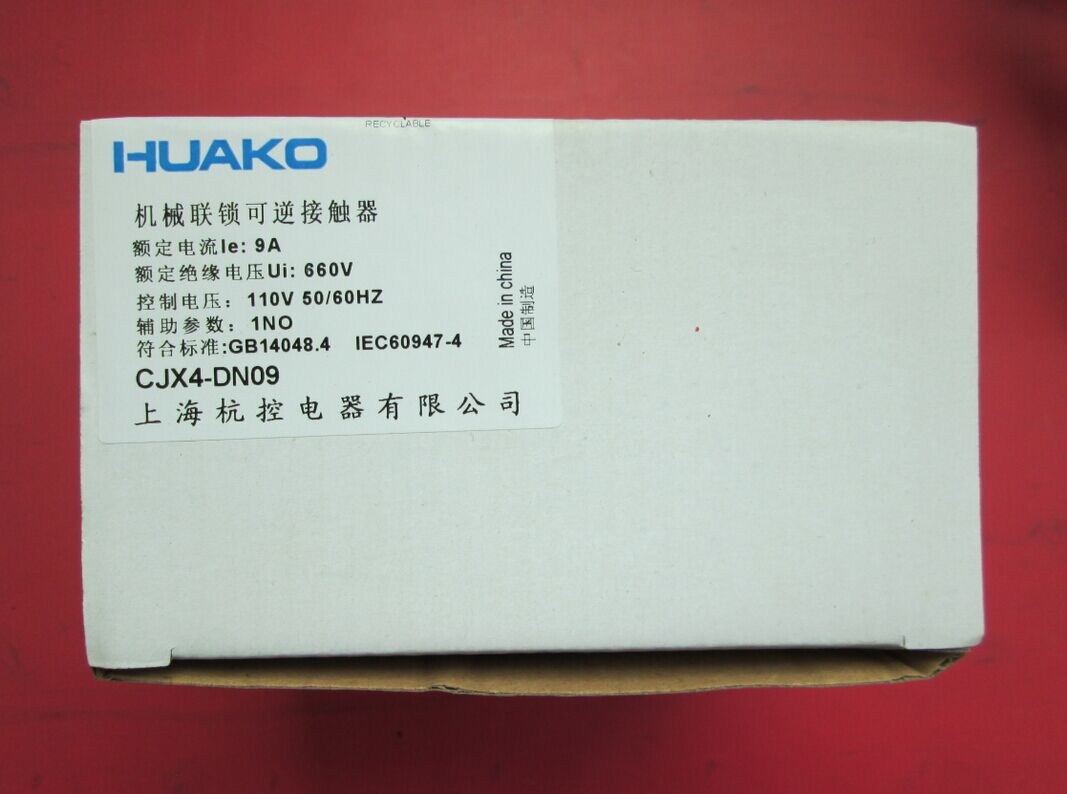 RECYCLABLE
HUAKO
机械联锁可逆接触器
额定电流Ie: 9A
额定绝缘电压Ui: 660V
控制电压: 110V 50/60HZ
辅助参数: 1NO
符合标准:GB14048.4 IEC60947-4
CJX4-DN09
上海杭控电器有限公司
Made in china
中国制造